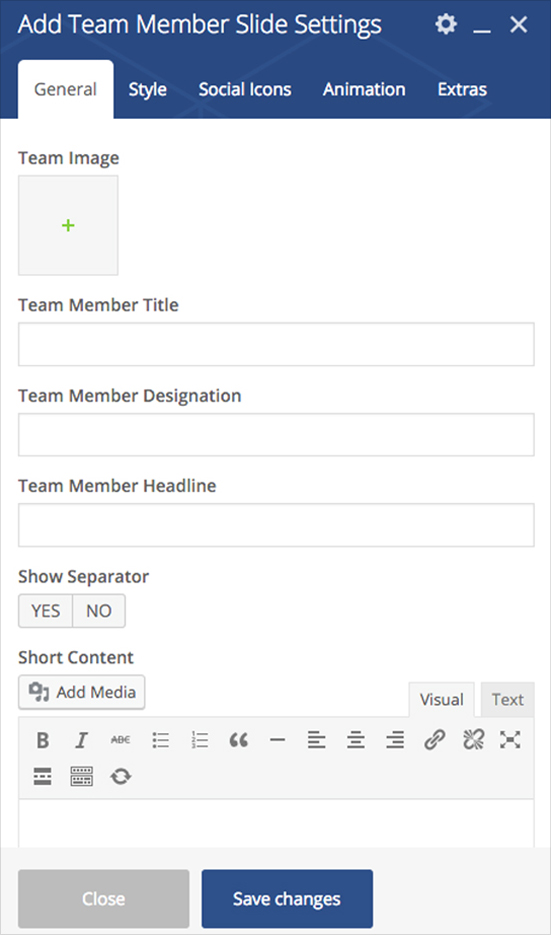 Add Team Member Slide Settings
General Style Social Icons Animation Extras
Team Image
+
Team Member Title
Team Member Designation
Team Member Headline
Show Separator
YES NO
Short Content
Add Media
Visual Text
B I ABC
Close Save changes